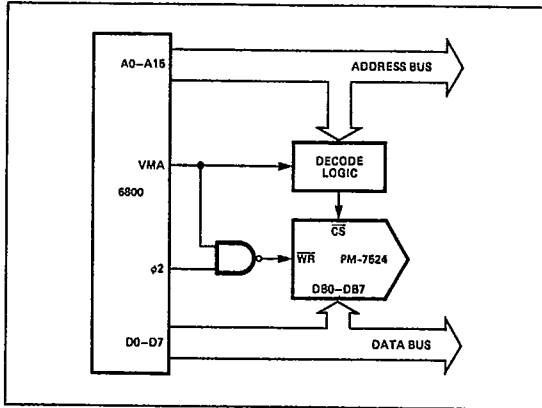 A0–A15
ADDRESS BUS
VMA
DECODE
LOGIC
6800
CS
WR
PM-7524
φ2
DB0–DB7
D0–D7
DATA BUS